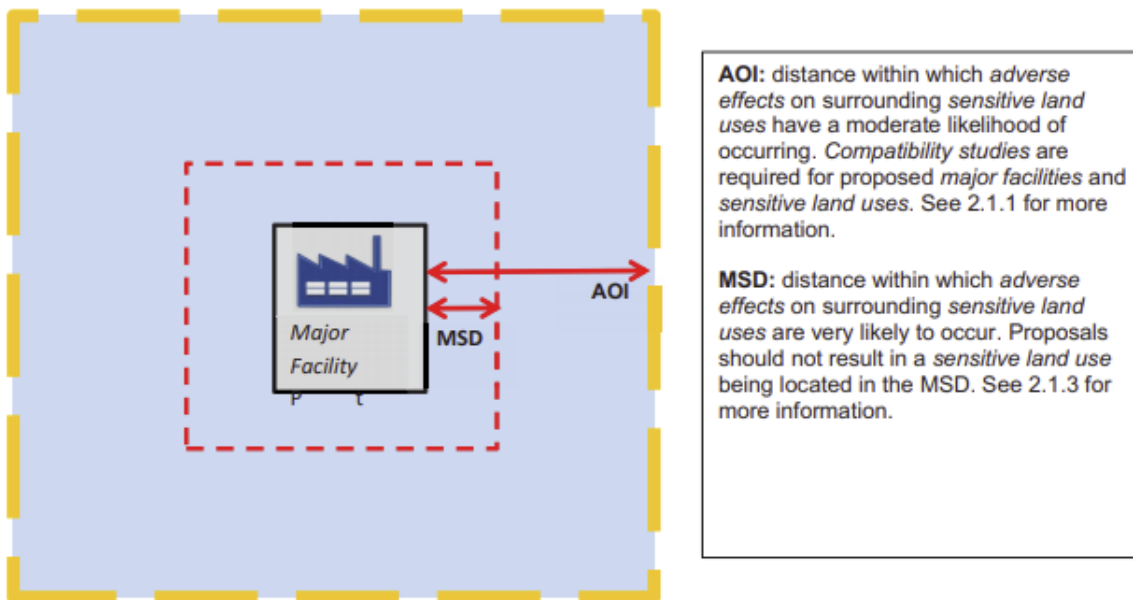 Major
Facility
P t
AOI
MSD
AOI: distance within which adverse
effects on surrounding sensitive land
uses have a moderate likelihood of
occurring. Compatibility studies are
required for proposed major facilities and
sensitive land uses. See 2.1.1 for more
information.
MSD: distance within which adverse
effects on surrounding sensitive land
uses are very likely to occur. Proposals
should not result in a sensitive land use
being located in the MSD. See 2.1.3 for
more information.